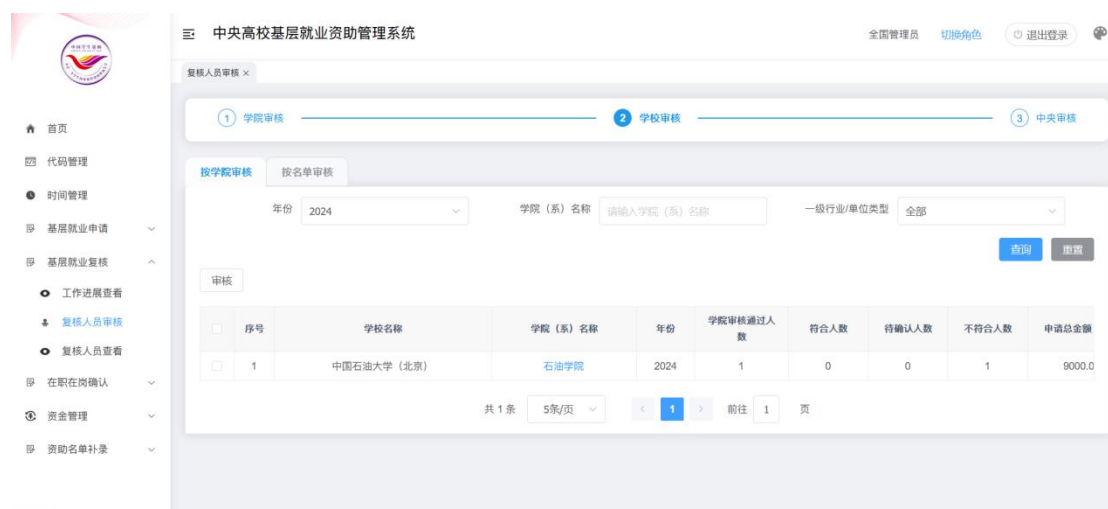 中央高校基层就业资助管理系统
全国管理员 切换角色 退出登录
复核人员审核 ×
首页
代码管理
时间管理
基层就业申请
基层就业复核
工作进展查看
复核人员审核
复核人员查看
在职在岗确认
资金管理
资助名单补录
1 学院审核 2 学校审核 3 中央审核
按学院审核 按名单审核
年份 2024 学院（系）名称 请输入学院（系）名称 一级行业/单位类型 全部
查询 重置
审核
序号 学校名称 学院（系）名称 年份 学院审核通过人数 符合人数 待确认人数 不符合人数 申请总金额
1 中国石油大学（北京） 石油学院 2024 1 0 0 1 9000.0
共 1 条 5条/页 < 1 > 前往 1 页